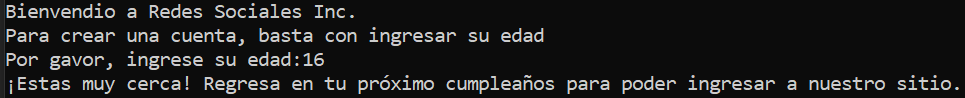 Bienvendio a Redes Sociales Inc.
Para crear una cuenta, basta con ingresar su edad
Por gavor, ingrese su edad:16
¡Estas muy cerca! Regresa en tu próximo cumpleaños para poder ingresar a nuestro sitio.